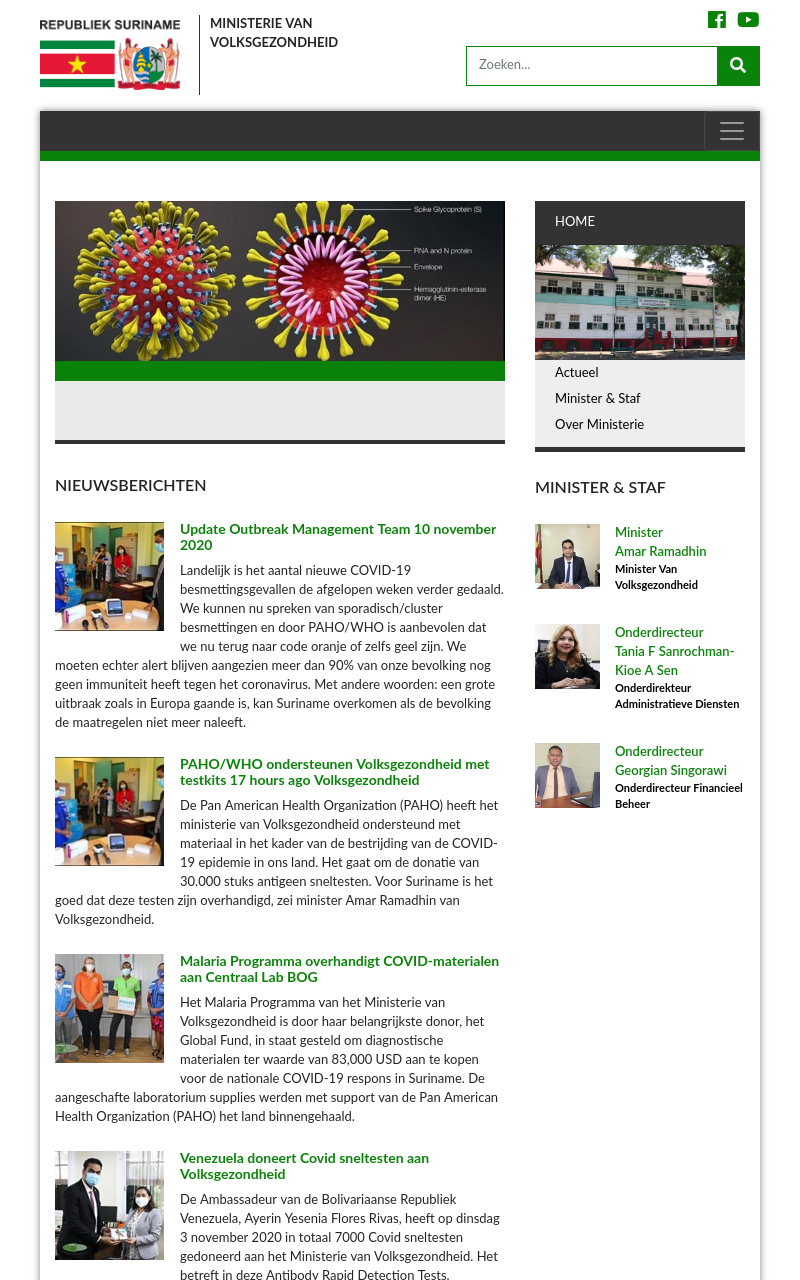 REPUBLIEK SURINAME
MINISTERIE VAN
VOLKSGEZONDHEID
Zoeken...
Spike Glycoprotein (S)
RNA and N protein
Envelope
Hemagglutinin-esterase
dimer (HE)
HOME
Actueel
Minister & Staf
Over Ministerie
NIEUWSBERICHTEN
Update Outbreak Management Team 10 november
2020
Landelijk is het aantal nieuwe COVID-19
besmettingsgevallen de afgelopen weken verder gedaald.
We kunnen nu spreken van sporadisch/cluster
besmettingen en door PAHO/WHO is aanbevolen dat
we nu terug naar code oranje of zelfs geel zijn. We
moeten echter alert blijven aangezien meer dan 90% van onze bevolking nog
geen immuniteit heeft tegen het coronavirus. Met andere woorden: een grote
uitbraak zoals in Europa gaande is, kan Suriname overkomen als de bevolking
de maatregelen niet meer naleeft.
PAHO/WHO ondersteunen Volksgezondheid met
testkits 17 hours ago Volksgezondheid
De Pan American Health Organization (PAHO) heeft het
ministerie van Volksgezondheid ondersteund met
materiaal in het kader van de bestrijding van de COVID-
19 epidemie in ons land. Het gaat om de donatie van
30.000 stuks antigeen sneltesten. Voor Suriname is het
goed dat deze testen zijn overhandigd, zei minister Amar Ramadhin van
Volksgezondheid.
Malaria Programma overhandigt COVID-materialen
aan Centraal Lab BOG
Het Malaria Programma van het Ministerie van
Volksgezondheid is door haar belangrijkste donor, het
Global Fund, in staat gesteld om diagnostische
materialen ter waarde van 83,000 USD aan te kopen
voor de nationale COVID-19 respons in Suriname. De
aangeschafte laboratorium supplies werden met support van de Pan American
Health Organization (PAHO) het land binnengehaald.
Venezuela doneert Covid sneltesten aan
Volksgezondheid
De Ambassadeur van de Bolivariaanse Republiek
Venezuela, Ayerin Yesenia Flores Rivas, heeft op dinsdag
3 november 2020 in totaal 7000 Covid sneltesten
gedoneerd aan het Ministerie van Volksgezondheid. Het
betreft in deze Antibody Rapid Detection Tests.
MINISTER & STAF
Minister
Amar Ramadhin
Minister Van
Volksgezondheid
Onderdirecteur
Tania F Sanrochman-
Kioe A Sen
Onderdirekteur
Administratieve Diensten
Onderdirecteur
Georgian Singorawi
Onderdirecteur Financieel
Beheer